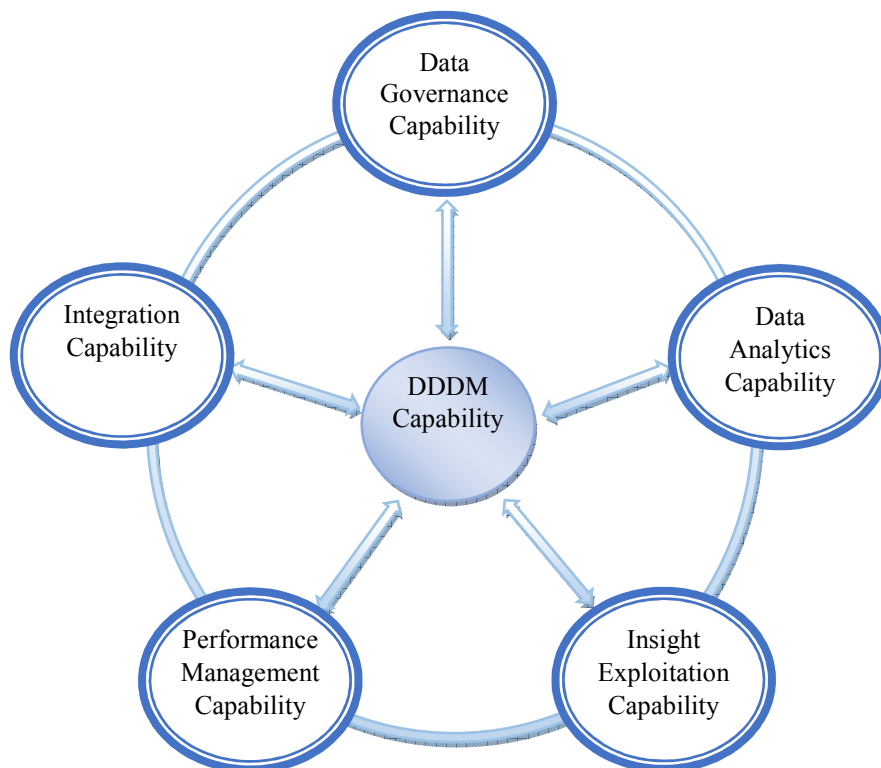 Data
Governance
Capability
Integration
Capability
Data
Analytics
Capability
DDDM
Capability
Performance
Management
Capability
Insight
Exploitation
Capability